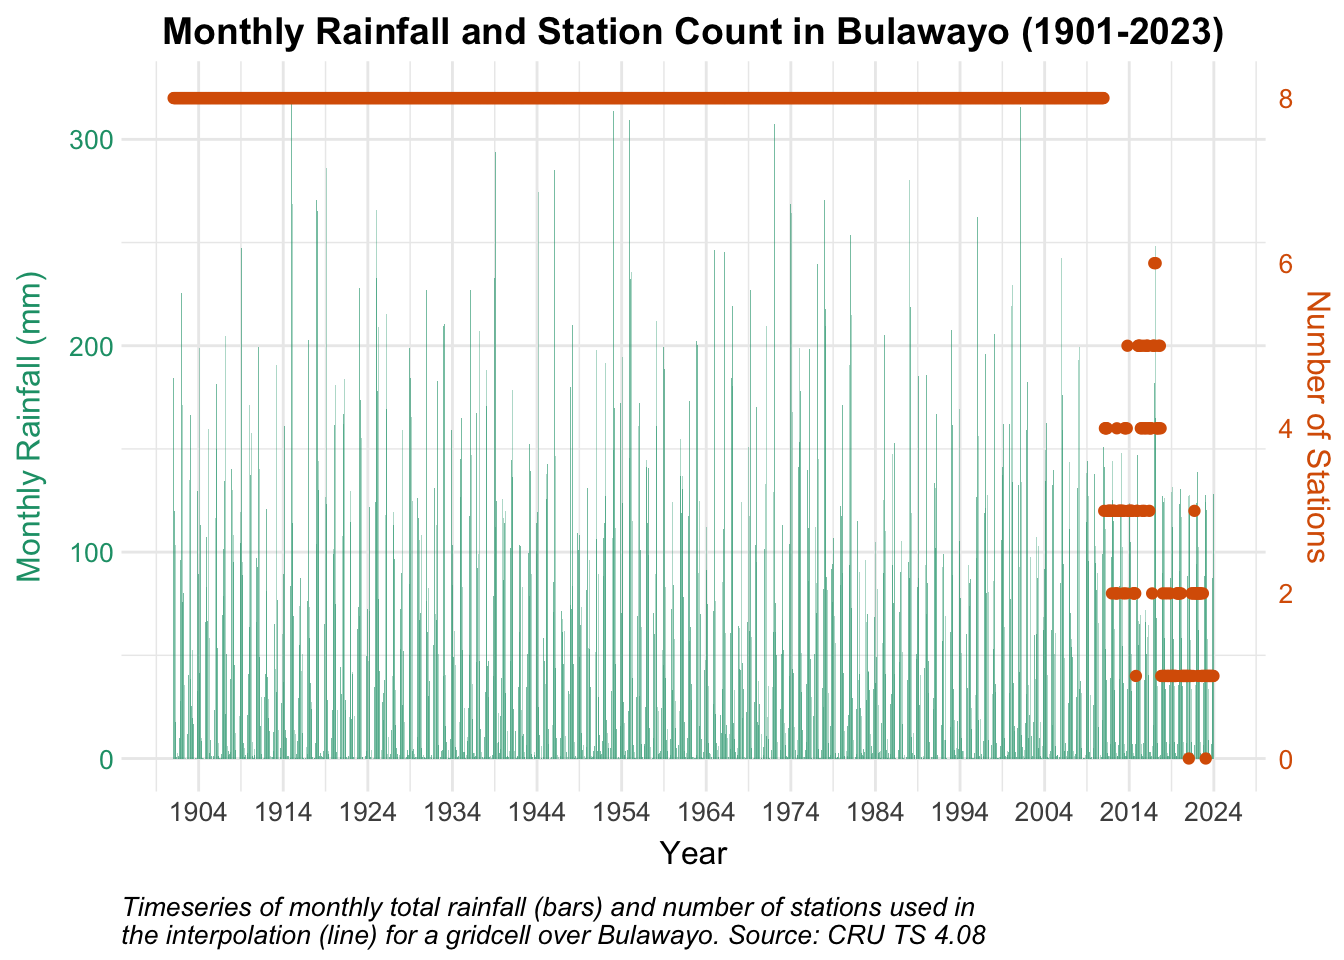 Monthly Rainfall and Station Count in Bulawayo (1901-2023)
Monthly Rainfall (mm)
300
200
100
0
8
6
4
2
0
Number of Stations
1904 1914 1924 1934 1944 1954 1964 1974 1984 1994 2004 2014 2024
Year
Timeseries of monthly total rainfall (bars) and number of stations used in
the interpolation (line) for a gridcell over Bulawayo. Source: CRU TS 4.08